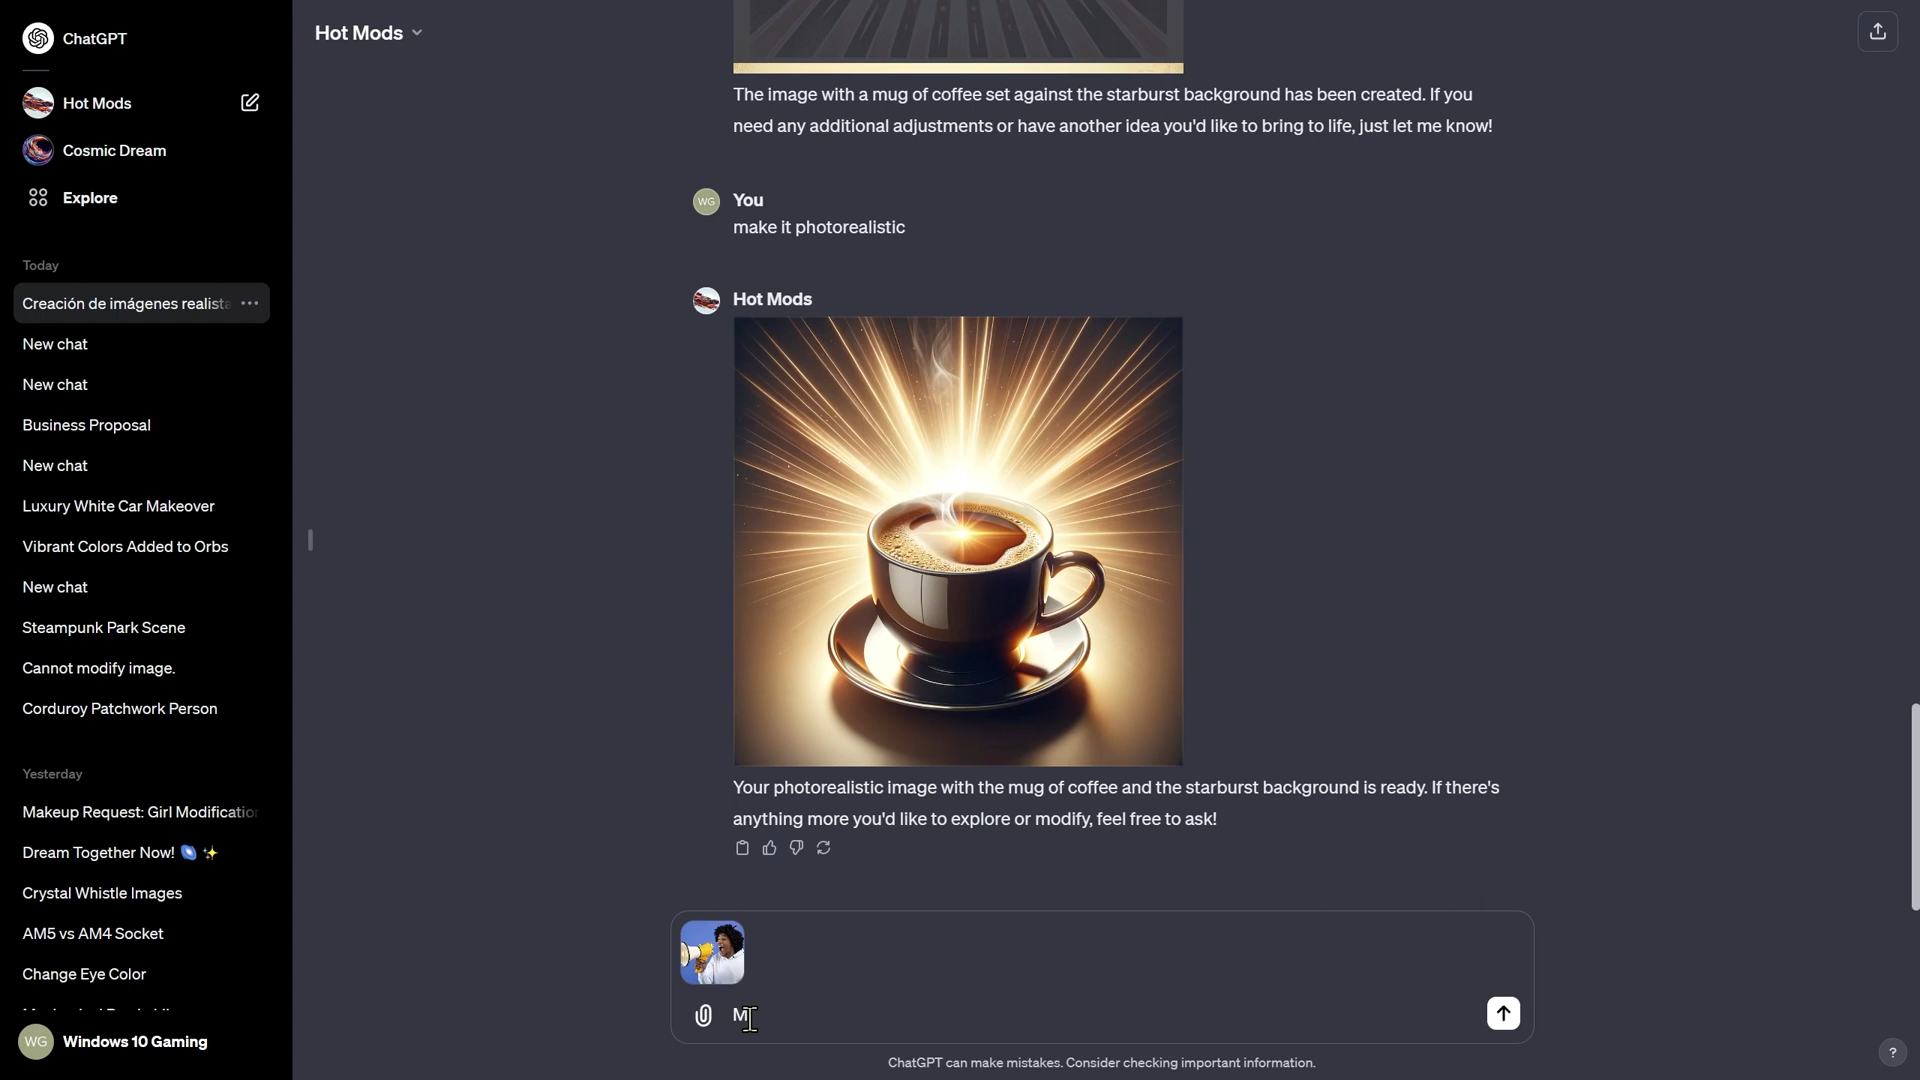 ChatGPT
Hot Mods
Cosmic Dream
Explore
Today
Creación de imágenes realista
New chat
New chat
Business Proposal
New chat
Luxury White Car Makeover
Vibrant Colors Added to Orbs
New chat
Steampunk Park Scene
Cannot modify image.
Corduroy Patchwork Person
Yesterday
Makeup Request: Girl Modification
Dream Together Now! 🌌 ✨
Crystal Whistle Images
AM5 vs AM4 Socket
Change Eye Color
WG Windows 10 Gaming
Hot Mods
The image with a mug of coffee set against the starburst background has been created. If you
need any additional adjustments or have another idea you'd like to bring to life, just let me know!
WG You
make it photorealistic
Hot Mods
Your photorealistic image with the mug of coffee and the starburst background is ready. If there's
anything more you'd like to explore or modify, feel free to ask!
M
ChatGPT can make mistakes. Consider checking important information.
?